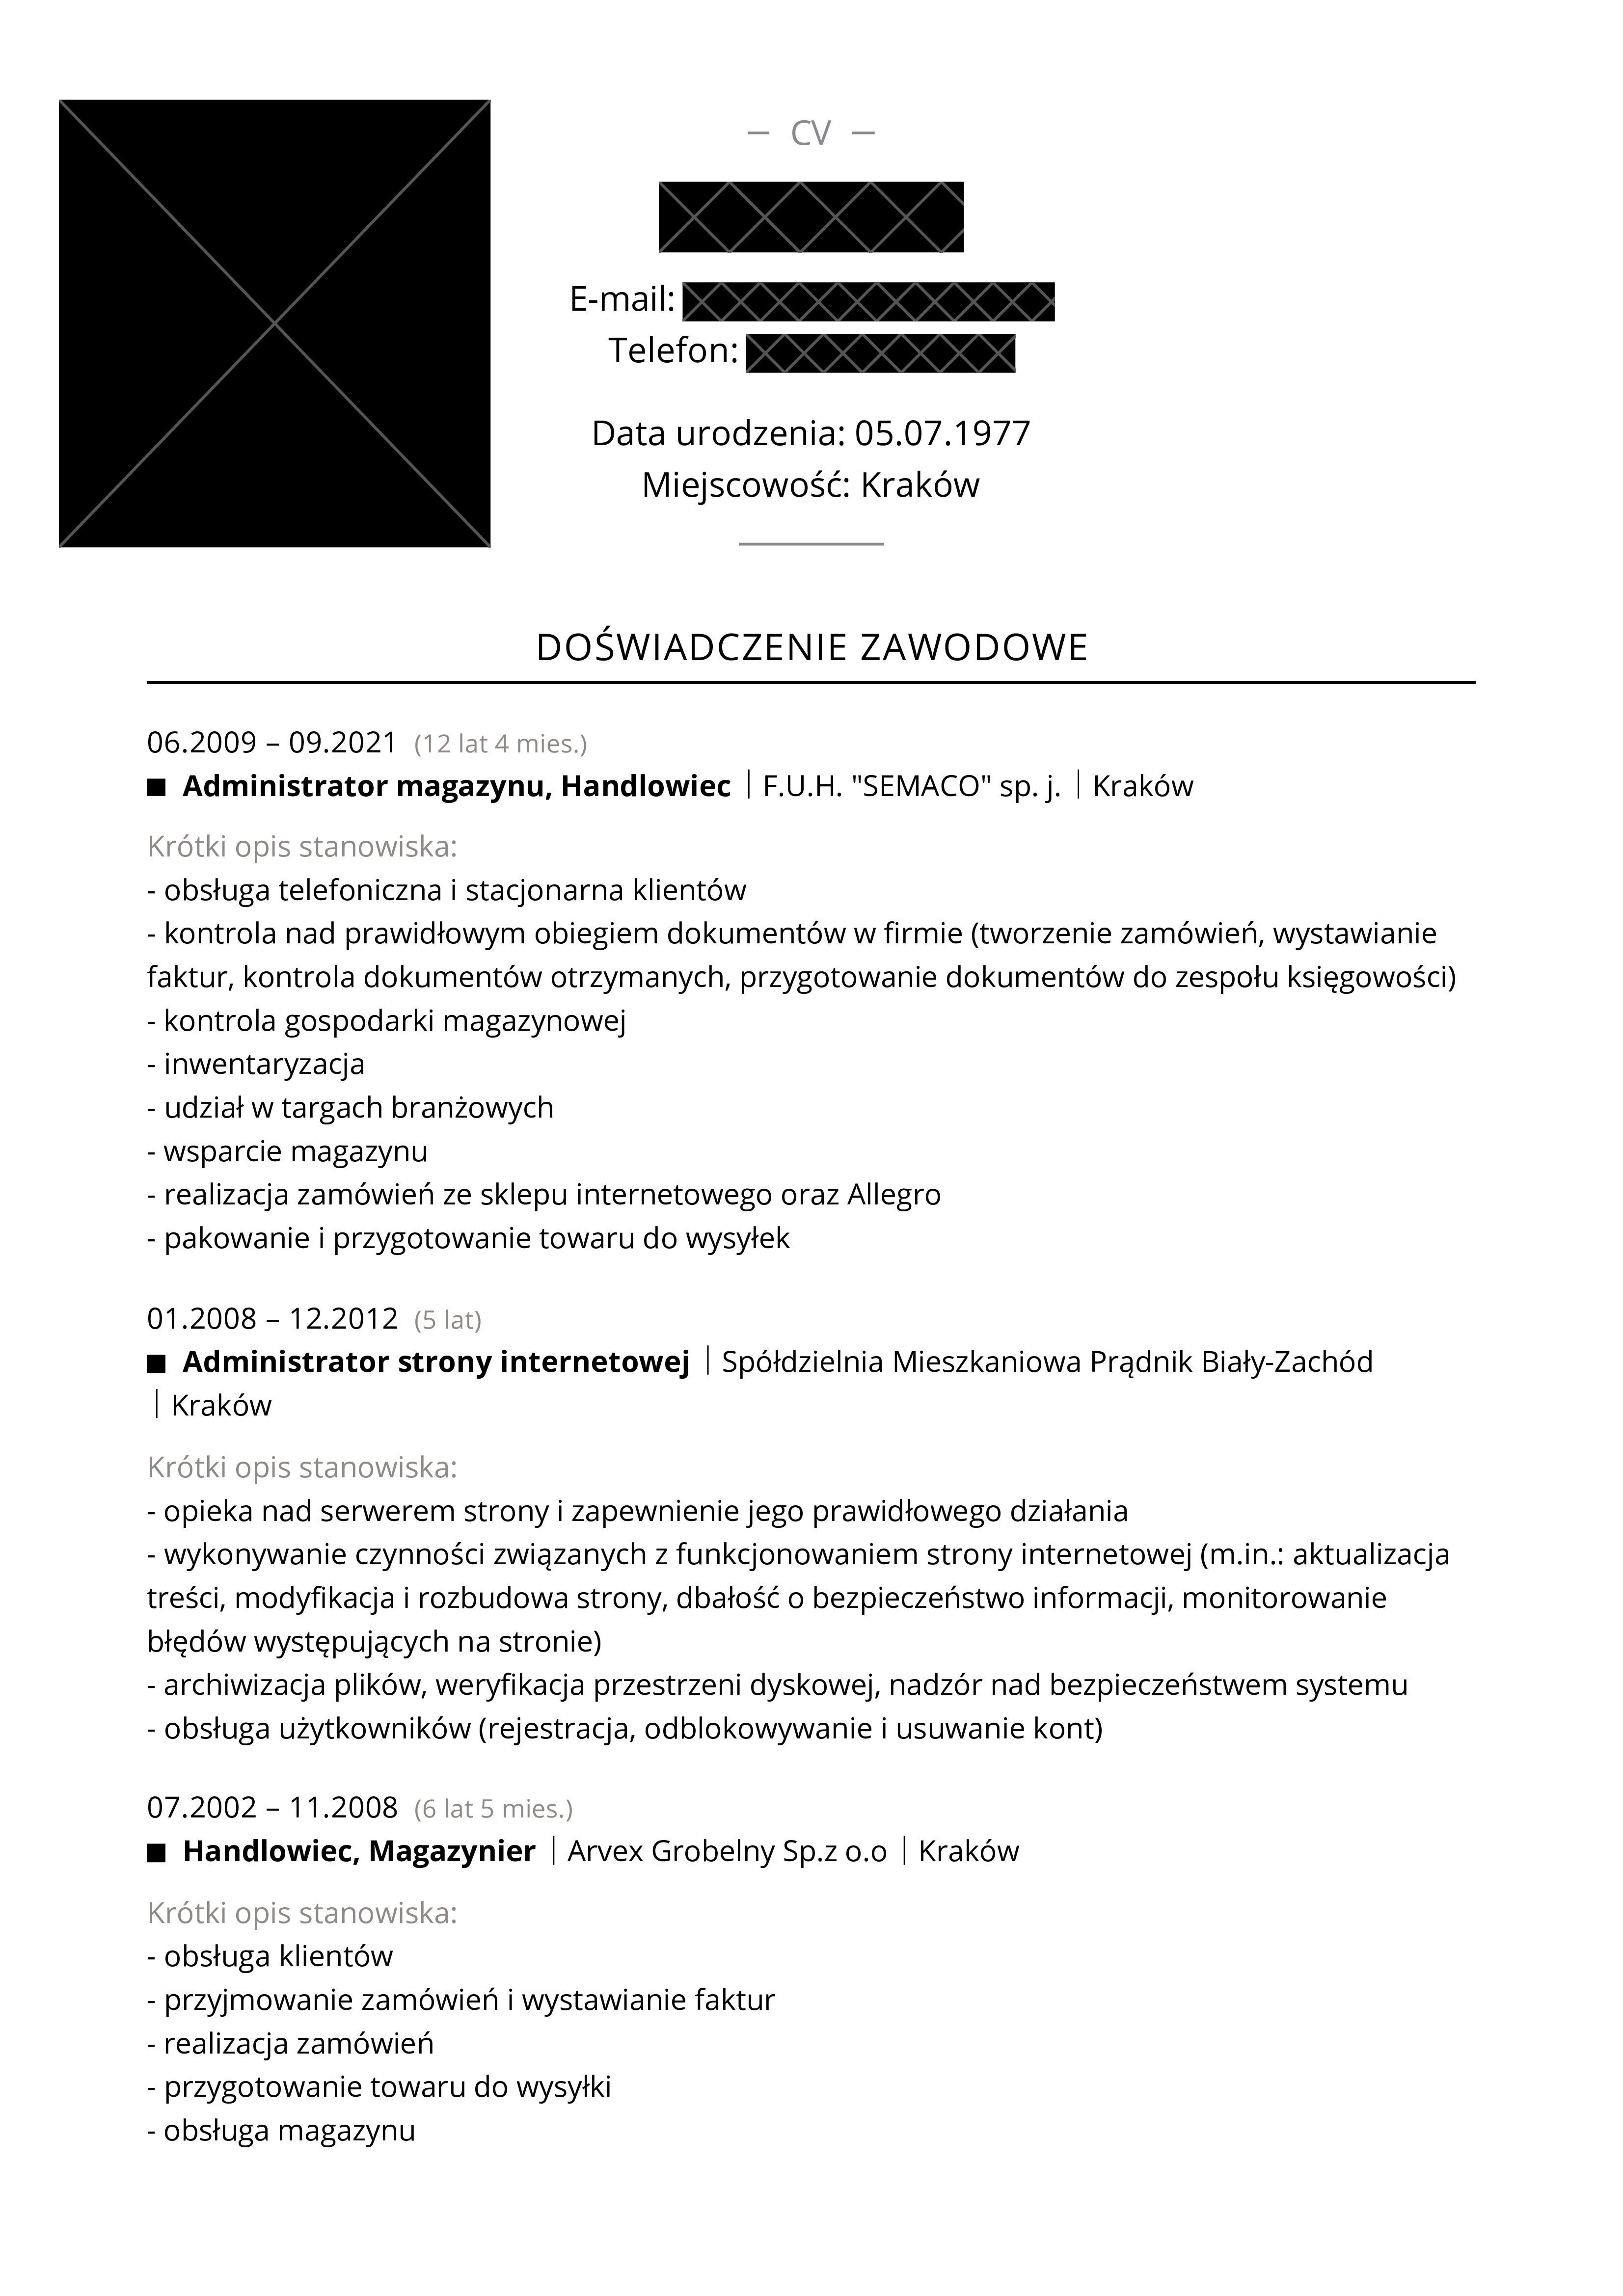 — CV —
E-mail:
Telefon:
Data urodzenia: 05.07.1977
Miejscowość: Kraków
DOŚWIADCZENIE ZAWODOWE
06.2009 – 09.2021 (12 lat 4 mies.)
■ Administrator magazynu, Handlowiec | F.U.H. "SEMACO" sp. j. | Kraków
Krótki opis stanowiska:
- obsługa telefoniczna i stacjonarna klientów
- kontrola nad prawidłowym obiegiem dokumentów w firmie (tworzenie zamówień, wystawianie
faktur, kontrola dokumentów otrzymanych, przygotowanie dokumentów do zespołu księgowości)
- kontrola gospodarki magazynowej
- inwentaryzacja
- udział w targach branżowych
- wsparcie magazynu
- realizacja zamówień ze sklepu internetowego oraz Allegro
- pakowanie i przygotowanie towaru do wysyłek
01.2008 – 12.2012 (5 lat)
■ Administrator strony internetowej | Spółdzielnia Mieszkaniowa Prądnik Biały-Zachód
| Kraków
Krótki opis stanowiska:
- opieka nad serwerem strony i zapewnienie jego prawidłowego działania
- wykonywanie czynności związanych z funkcjonowaniem strony internetowej (m.in.: aktualizacja
treści, modyfikacja i rozbudowa strony, dbałość o bezpieczeństwo informacji, monitorowanie
błędów występujących na stronie)
- archiwizacja plików, weryfikacja przestrzeni dyskowej, nadzór nad bezpieczeństwem systemu
- obsługa użytkowników (rejestracja, odblokowywanie i usuwanie kont)
07.2002 – 11.2008 (6 lat 5 mies.)
■ Handlowiec, Magazynier | Arvex Grobelny Sp.z o.o | Kraków
Krótki opis stanowiska:
- obsługa klientów
- przyjmowanie zamówień i wystawianie faktur
- realizacja zamówień
- przygotowanie towaru do wysyłki
- obsługa magazynu